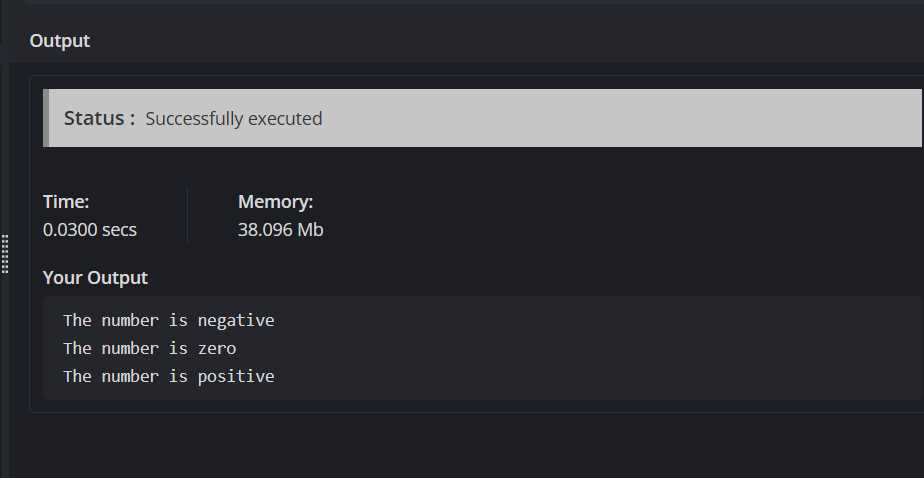 Output
Status : Successfully executed
Time: Memory:
0.0300 secs 38.096 Mb
Your Output
The number is negative
The number is zero
The number is positive